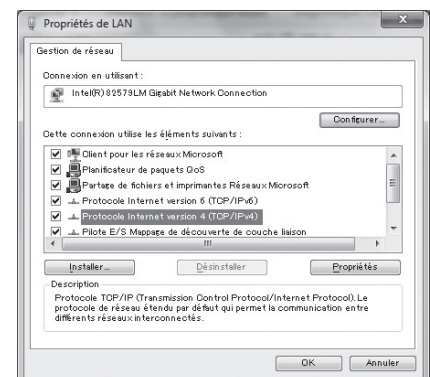 Propriétés de LAN
Gestion de réseau
Connexion en utilisant :
Intel(R) 82579LM Gigabit Network Connection
Configurer...
Cette connexion utilise les éléments suivants :
Client pour les réseaux Microsoft
Planificateur de paquets QoS
Partage de fichiers et imprimantes Réseau Microsoft
Protocole Internet version 6 (TCP/IPv6)
Protocole Internet version 4 (TCP/IPv4)
Pilote E/S Mappage de découverte de couche liaison
Installer...
Désinstaller
Propriétés
Description
Protocole TCP/IP (Transmission Control Protocol/Internet Protocol). Le
protocole de réseau étendu par défaut qui permet la communication entre
différents réseaux interconnectés.
OK
Annuler